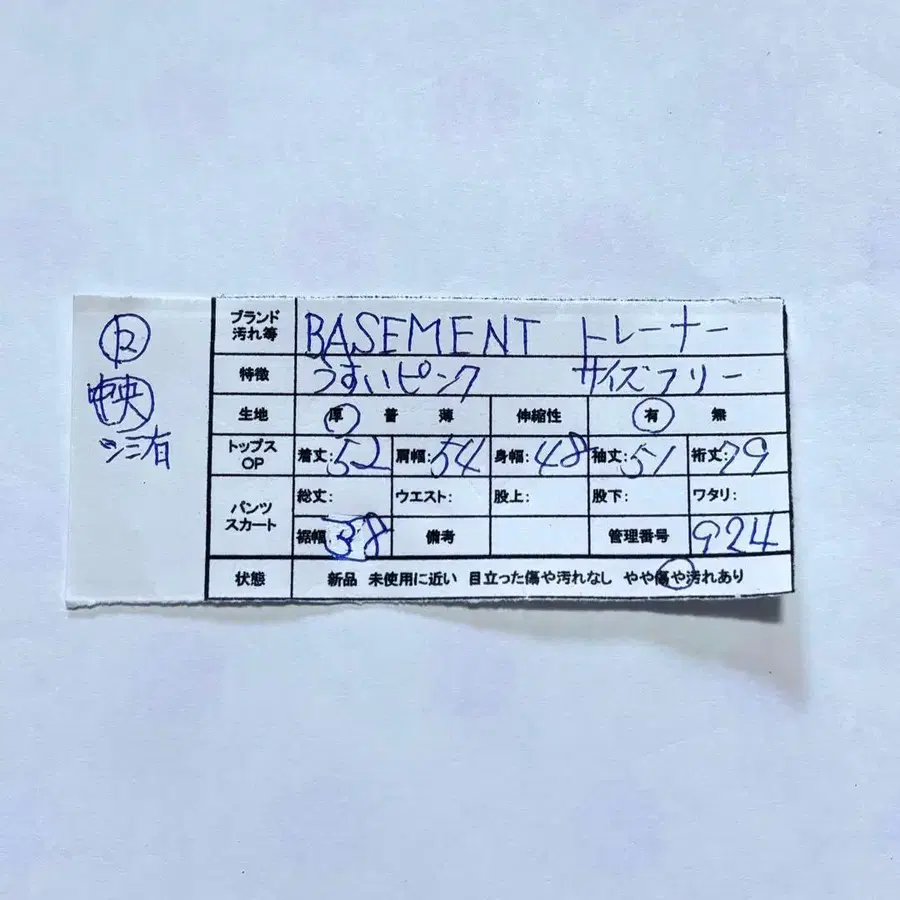 中央
シミ有
ブランド
汚れ等 BASEMENT トレーナー
特徴 うすいピンク サイズフリー
生地 厚 普 薄 伸縮性 有 無
トップス
OP 着丈:52 肩幅:54 身幅:48 袖丈:51 裄丈:79
パンツ
スカート
総丈: ウエスト: 股上: 股下: ワタリ:
裾幅 38 備考 管理番号 924
状態 新品 未使用に近い 目立った傷や汚れなし やや傷や汚れあり